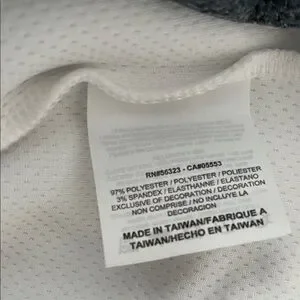 RN#56323 - CA#05553
97% POLYESTER / POLYESTER / POLYESTER
3% SPANDEX / ELASTHANNE / ELASTANO
EXCLUSIVE OF DECORATION / DECORATION
NON COMPRISE / NO INCLUYE LA
DECORACION
MADE IN TAIWAN/FABRIQUE A
TAIWAN/HECHO EN TAIWAN